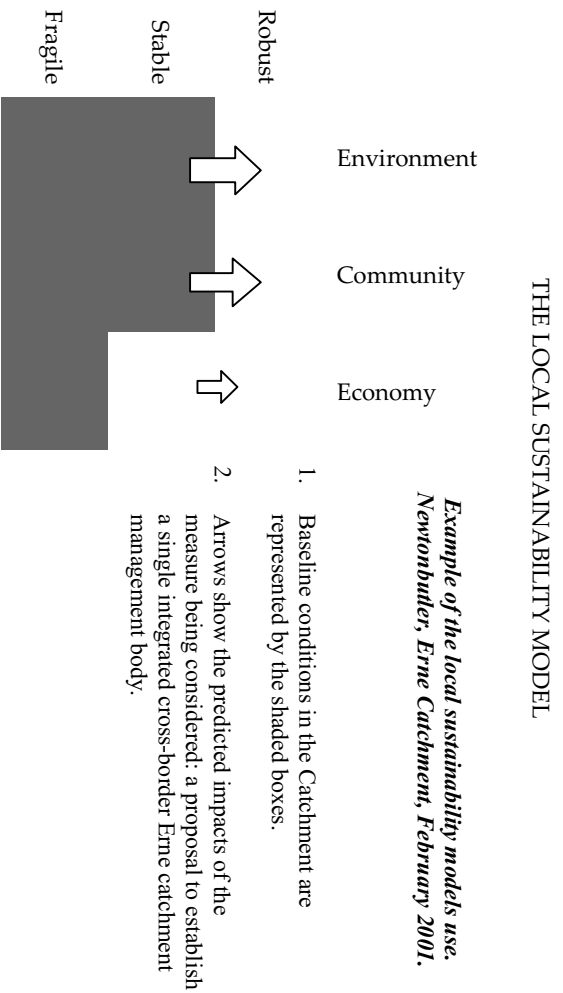 THE LOCAL SUSTAINABILITY MODEL
Example of the local sustainability models use.
Newtonbutler, Erne Catchment, February 2001.
Environment
Community
Economy
Robust
Stable
Fragile
1. Baseline conditions in the Catchment are
represented by the shaded boxes.
2. Arrows show the predicted impacts of the
measure being considered: a proposal to establish
a single integrated cross-border Erne catchment
management body.